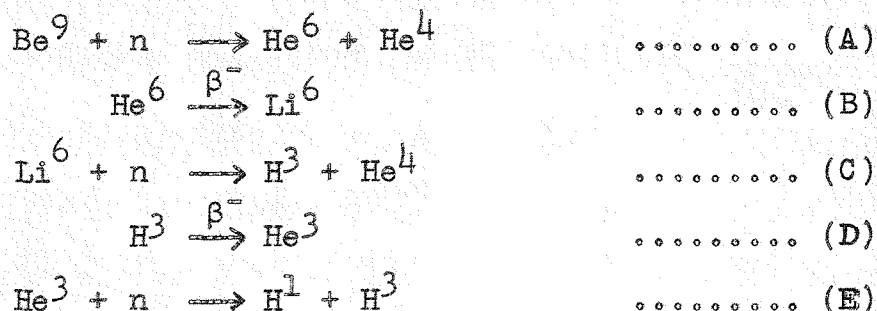 Be⁹ + n ⟶ He⁶ + He⁴ ......... (A)
He⁶ β⁻⟶ Li⁶ ......... (B)
Li⁶ + n ⟶ H³ + He⁴ ......... (C)
H³ β⁻⟶ He³ ......... (D)
He³ + n ⟶ H¹ + H³ ......... (E)